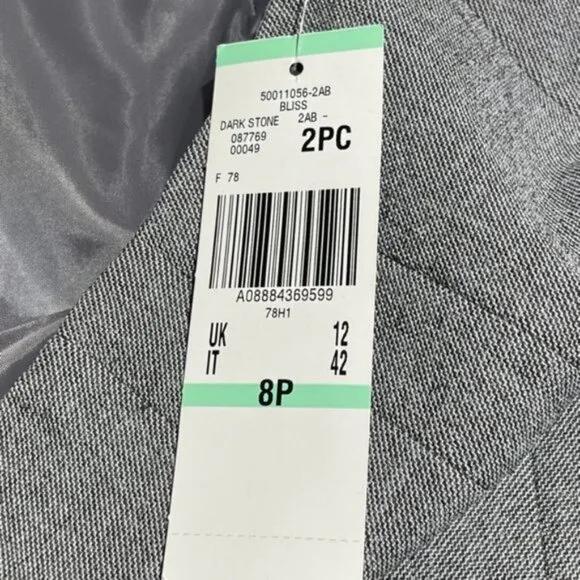 50011056-2AB
BLISS
DARK STONE 2AB -
087769
00049 2PC
F 78
A08884369599
78H1
UK 12
IT 42
8P